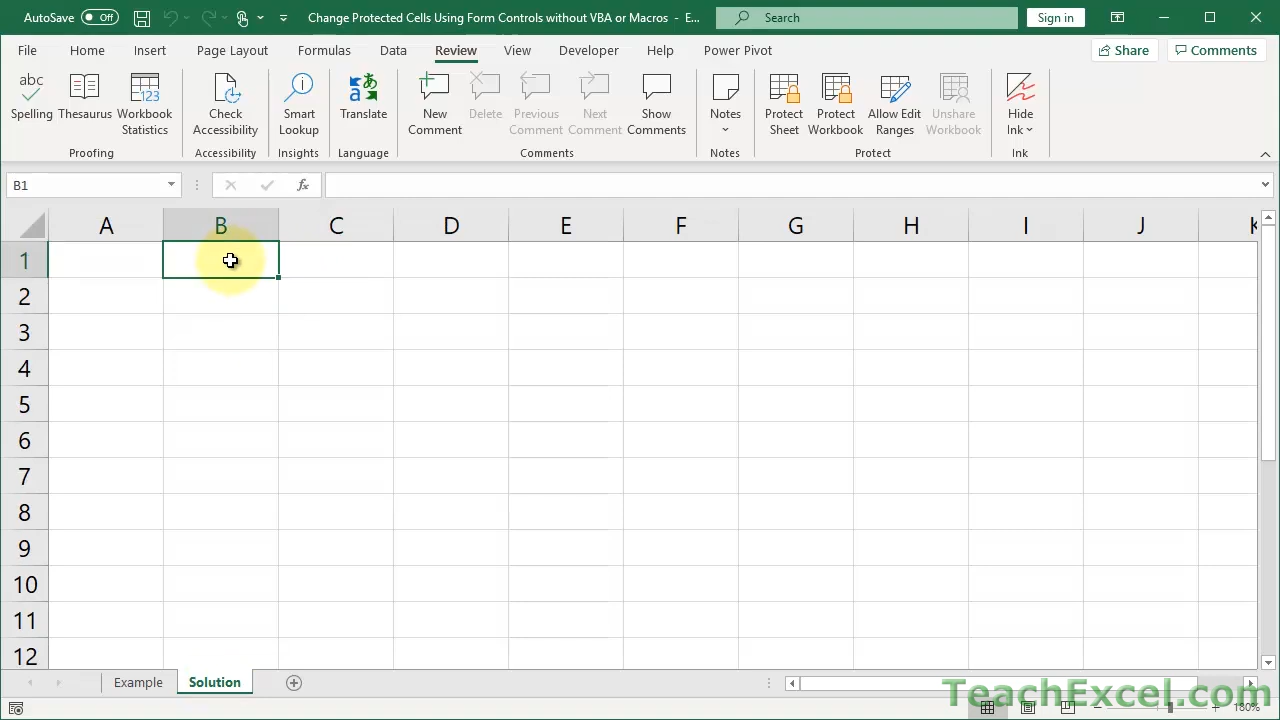 AutoSave Off
Change Protected Cells Using Form Controls without VBA or Macros - E...
Search
Sign in
File Home Insert Page Layout Formulas Data Review View Developer Help Power Pivot
Share Comments
abc
123
Spelling Thesaurus Workbook Statistics
Check Accessibility
Smart Lookup
Translate
New Comment Delete Previous Comment Next Comment Show Comments
Notes
Protect Sheet Protect Workbook Allow Edit Ranges Unshare Workbook
Hide Ink
Proofing Accessibility Insights Language Comments Notes Protect Ink
B1
fx
A B C D E F G H I J K
1
2
3
4
5
6
7
8
9
10
11
12
Example Solution
TeachExcel.com
180%